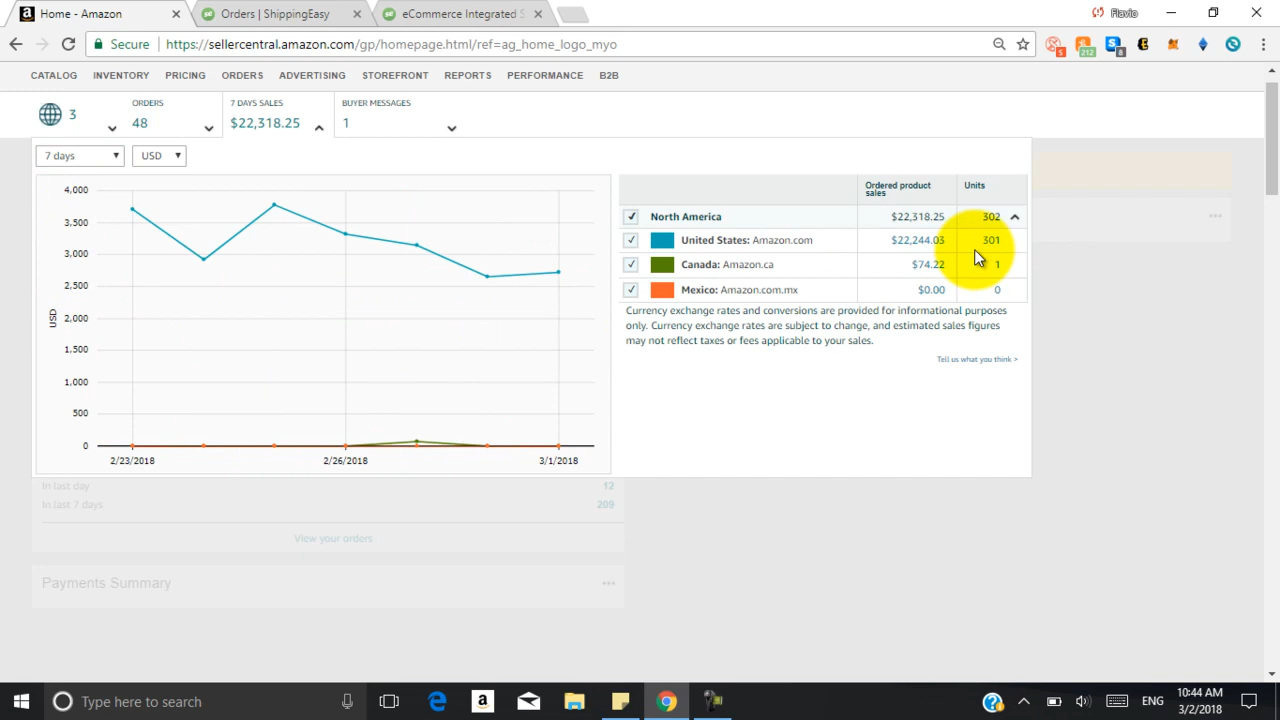 Home - Amazon
Orders | ShippingEasy
eCommerce Integrated S
Flavio
Secure
https://sellercentral.amazon.com/gp/homepage.html/ref=ag_home_logo_myo
5
212
8
CATALOG INVENTORY PRICING ORDERS ADVERTISING STOREFRONT REPORTS PERFORMANCE B2B
3
ORDERS
48
7 DAYS SALES
$22,318.25
BUYER MESSAGES
1
7 days
USD
4,000
3,500
3,000
2,500
2,000
1,500
1,000
500
0
USD
2/23/2018 2/26/2018 3/1/2018
Ordered product sales Units
North America $22,318.25 302
United States: Amazon.com $22,244.03 301
Canada: Amazon.ca $74.22 1
Mexico: Amazon.com.mx $0.00 0
Currency exchange rates and conversions are provided for informational purposes
only. Currency exchange rates are subject to change, and estimated sales figures
may not reflect taxes or fees applicable to your sales.
Tell us what you think >
In last day 12
In last 7 days 209
View your orders
Payments Summary
Type here to search
ENG
10:44 AM
3/2/2018